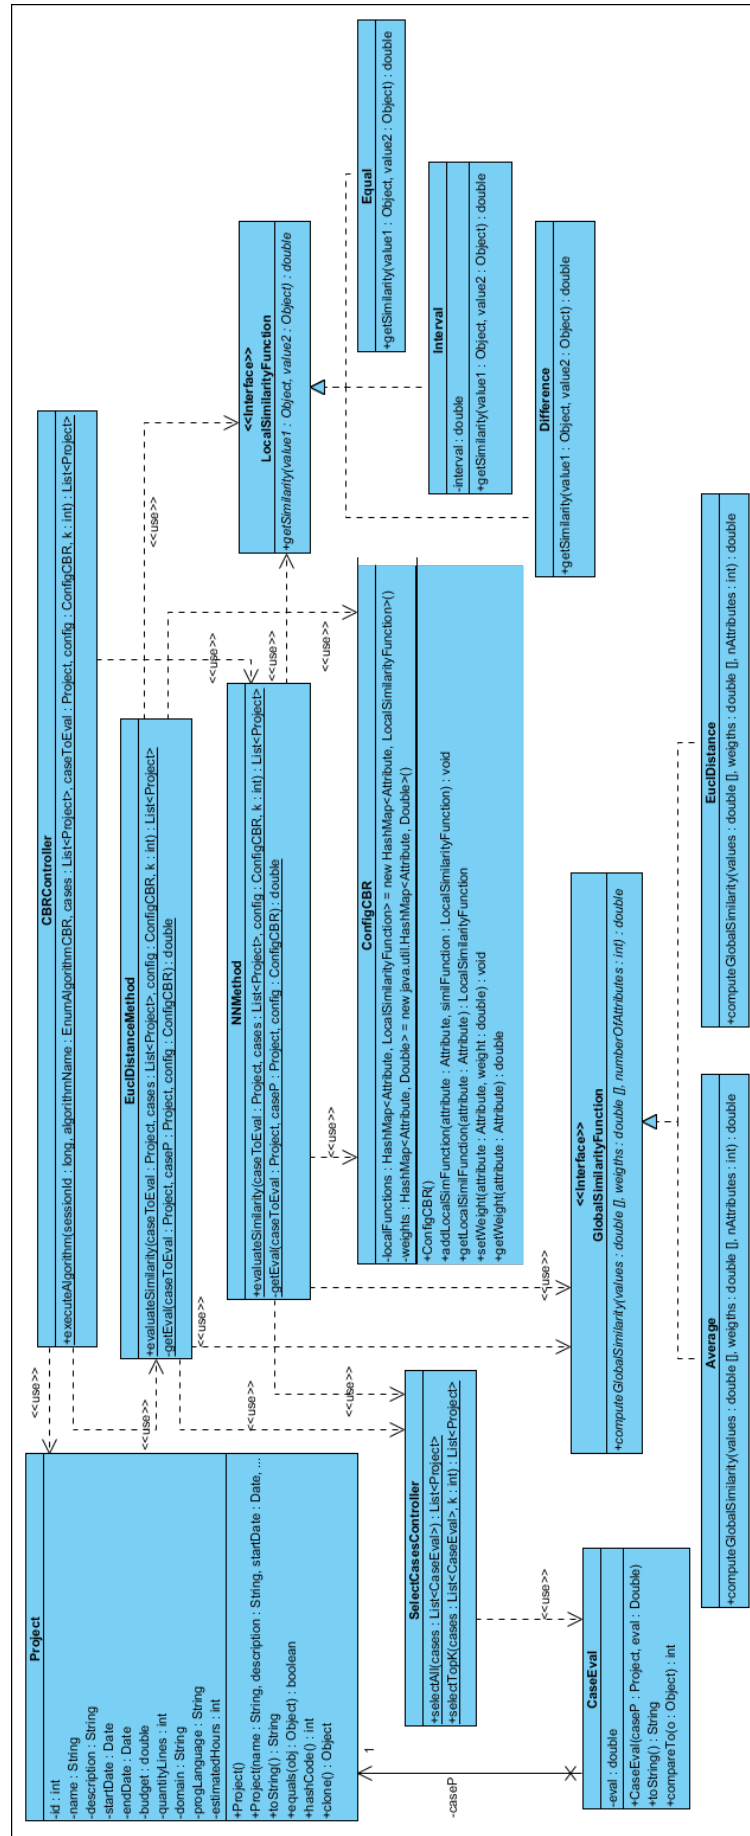 Project
-id : int
-name : String
-description : String
-startDate : Date
-endDate : Date
-budget : double
-quantityLines : int
-domain : String
-progLanguage : String
-estimatedHours : int
+Project()
+Project(name : String, description : String, startDate : Date, ...
+toString() : String
+equals(obj : Object) : boolean
+hashCode() : int
+clone() : Object
<<use>>
CBRController
+executeAlgorithm(sessionId : long, algorithmName : EnumAlgorithmCBR, cases : List<Project>, caseToEval : Project, config : ConfigCBR, k : int) : List<Project>
<<use>>
EuclDistanceMethod
+evaluateSimilarity(caseToEval : Project, cases : List<Project>, config : ConfigCBR, k : int) : List<Project>
-getEval(caseToEval : Project, caseP : Project, config : ConfigCBR) : double
<<use>>
<<use>>
<<use>>
NNMethod
+evaluateSimilarity(caseToEval : Project, cases : List<Project>, config : ConfigCBR, k : int) : List<Project>
-getEval(caseToEval : Project, caseP : Project, config : ConfigCBR) : double
<<use>>
<<use>>
<<use>>
<<Interface>>
LocalSimilarityFunction
+getSimilarity(value1 : Object, value2 : Object) : double
<<use>>
<<use>>
<<use>>
ConfigCBR
-localFunctions : HashMap<Attribute, LocalSimilarityFunction> = new HashMap<Attribute, LocalSimilarityFunction>()
-weights : HashMap<Attribute, Double> = new java.util.HashMap<Attribute, Double>()
+ConfigCBR()
+addLocalSimFunction(attribute : Attribute, similFunction : LocalSimilarityFunction) : void
+getLocalSimilFunction(attribute : Attribute) : LocalSimilarityFunction
+setWeight(attribute : Attribute, weight : double) : void
+getWeight(attribute : Attribute) : double
Equal
+getSimilarity(value1 : Object, value2 : Object) : double
Interval
-interval : double
+getSimilarity(value1 : Object, value2 : Object) : double
Difference
+getSimilarity(value1 : Object, value2 : Object) : double
1
-caseP
SelectCasesController
+selectAll(cases : List<CaseEval>) : List<Project>
+selectTopK(cases : List<CaseEval>, k : int) : List<Project>
<<use>>
<<use>>
CaseEval
-eval : double
+CaseEval(caseP : Project, eval : Double)
+toString() : String
+compareTo(o : Object) : int
<<Interface>>
GlobalSimilarityFunction
+computeGlobalSimilarity(values : double [], weigths : double [], numberOfAttributes : int) : double
Average
+computeGlobalSimilarity(values : double [], weigths : double [], nAttributes : int) : double
EuclDistance
+computeGlobalSimilarity(values : double [], weigths : double [], nAttributes : int) : double